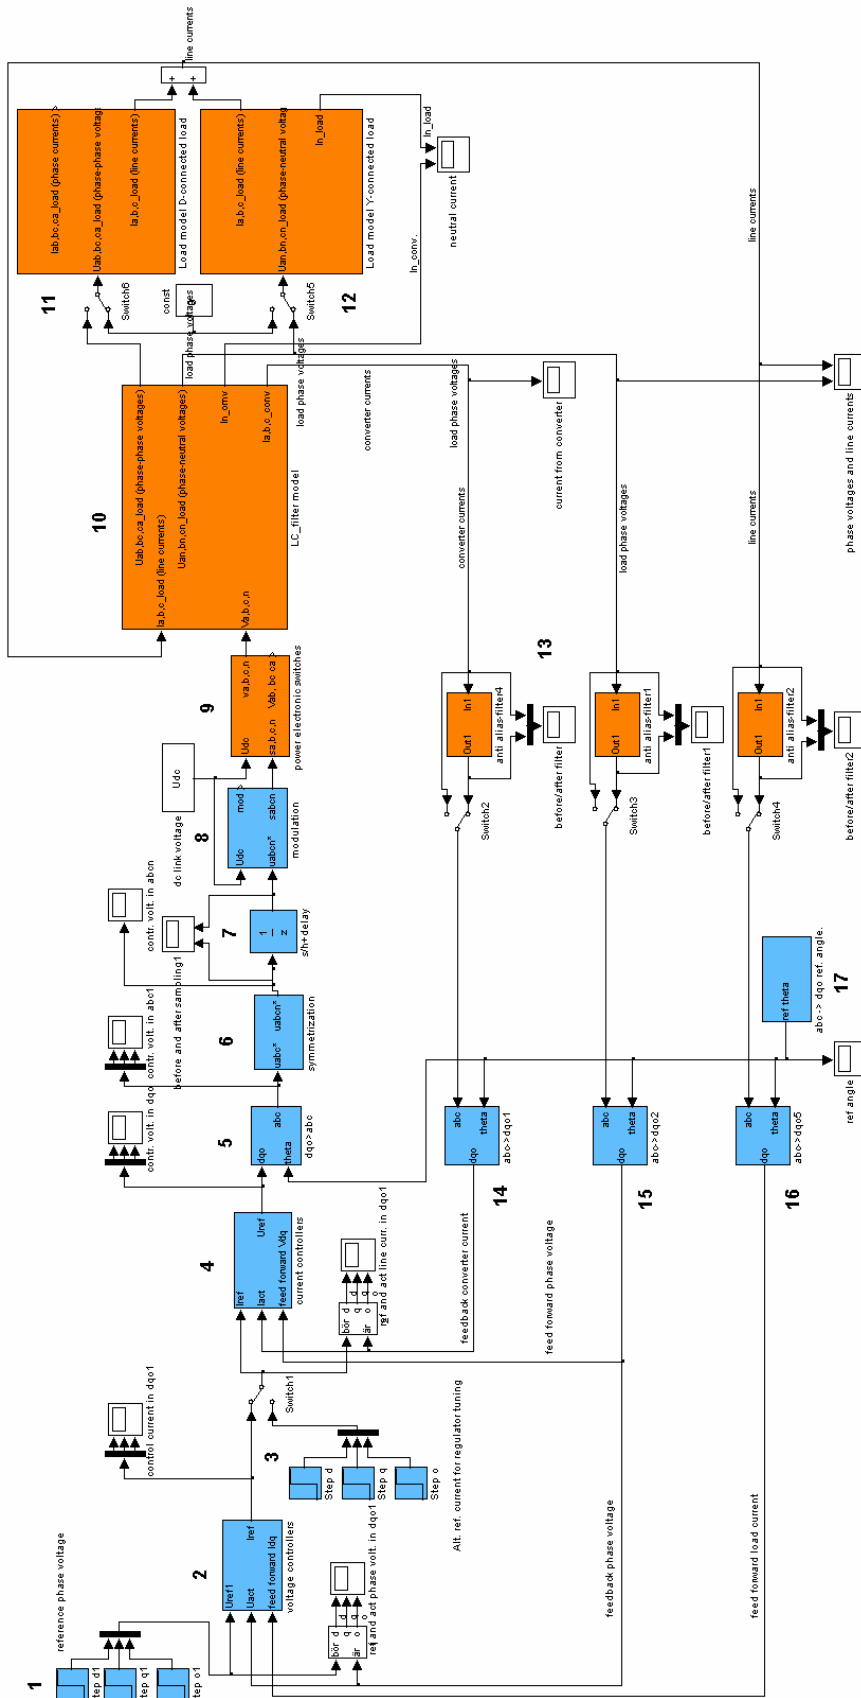 1
reference phase voltage
Step d1
Step q1
tep o1
2
Uref1
Uact
feed forward Idq
Iref
voltage controllers
control current in dqo1
bör d
q
är o
d
q
o
ref and act phase volt. in dqo1
3
Step d
Step q
Step o
Alt. ref. current for regulator tuning
Switch1
4
Iref
Iact
feed forward Vdq
Uref
current controllers
bör d
q
är o
d
q
o
ref and act line curr. in dqo1
contr. volt. in dqo
5
dqo
theta
abc
dqo>abc
contr. volt. in abc1
6
uabc*
uabcn*
symmetrization
before and after sampling1
contr. volt. in abcn
7
1
z
s/h+delay
8
Udc
uabcn*
mod
sabcn
modulation
Udc
dc link voltage
9
Udc
sa,b,c,n
va,b,c,n
Vab, bc ca
power electronic switches
10
Ia,b,c_load (line currents)
Va,b,c,n
Uab,bc,ca_load (phase-phase voltages)
Uan,bn,cn_load (phase-neutral voltages)
In_omv
Ia,b,c_conv
LC_filter model
load phase voltages
load phase voltages
11
Switch6
const
Switch5
12
Iab,bc,ca_load (phase currents)
Uab,bc,ca_load (phase-phase voltag
Ia,b,c_load (line currents)
Load model D-connected load
Ia,b,c_load (line currents)
Uan,bn,cn_load (phase-neutral voltag
In_load
Load model Y-connected load
line currents
In_load
In_conv.
neutral current
converter currents
load phase voltages
line currents
current from converter
phase voltages and line currents
converter currents
load phase voltages
line currents
13
Out1
In1
anti alias-filter4
Switch2
before/after filter
Out1
In1
anti alias-filter1
Switch3
before/after filter1
Out1
In1
anti alias-filter2
Switch4
before/after filter2
14
dqo
abc
theta
abc->dqo1
15
dqo
abc
theta
abc->dqo2
16
dqo
abc
theta
abc->dqo5
17
ref theta
abc-> dqo ref. angle.
ref angle
feedback converter current
feed forward phase voltage
feedback phase voltage
feed forward load current